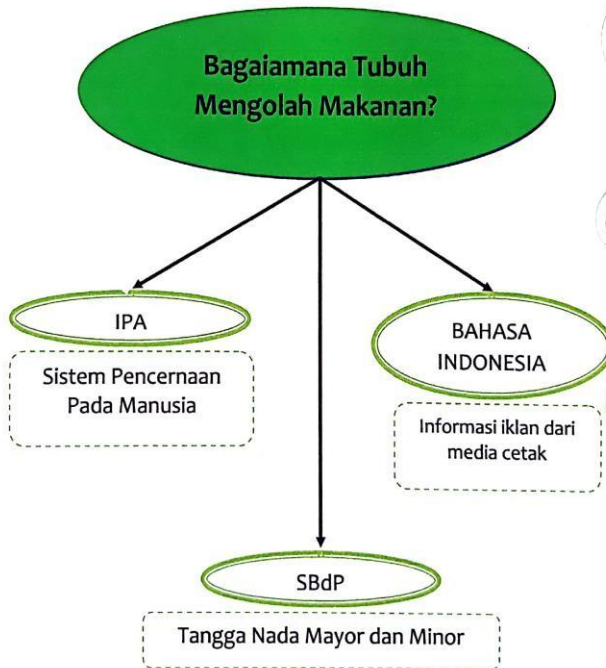 Bagaiamana Tubuh
Mengolah Makanan?
IPA
Sistem Pencernaan
Pada Manusia
BAHASA
INDONESIA
Informasi iklan dari
media cetak
SBdP
Tangga Nada Mayor dan Minor